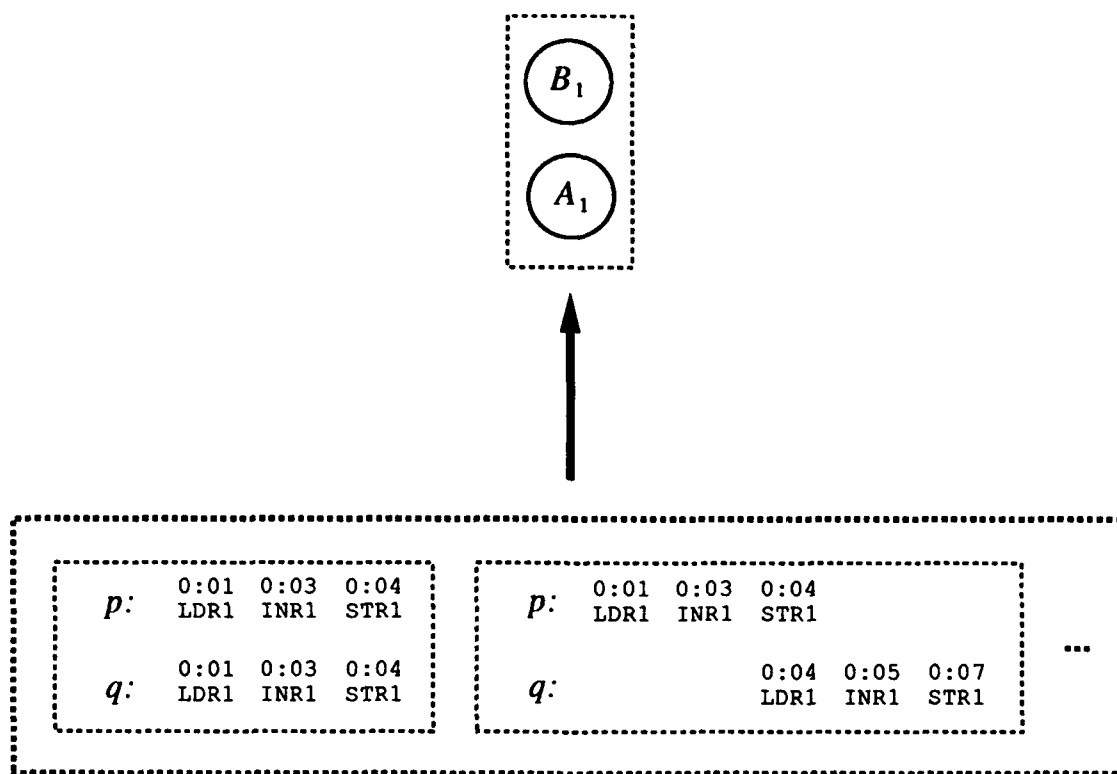 B₁
A₁
0:01 0:03 0:04
p: LDR1 INR1 STR1
0:01 0:03 0:04
q: LDR1 INR1 STR1
0:01 0:03 0:04
p: LDR1 INR1 STR1
0:04 0:05 0:07
q: LDR1 INR1 STR1
...